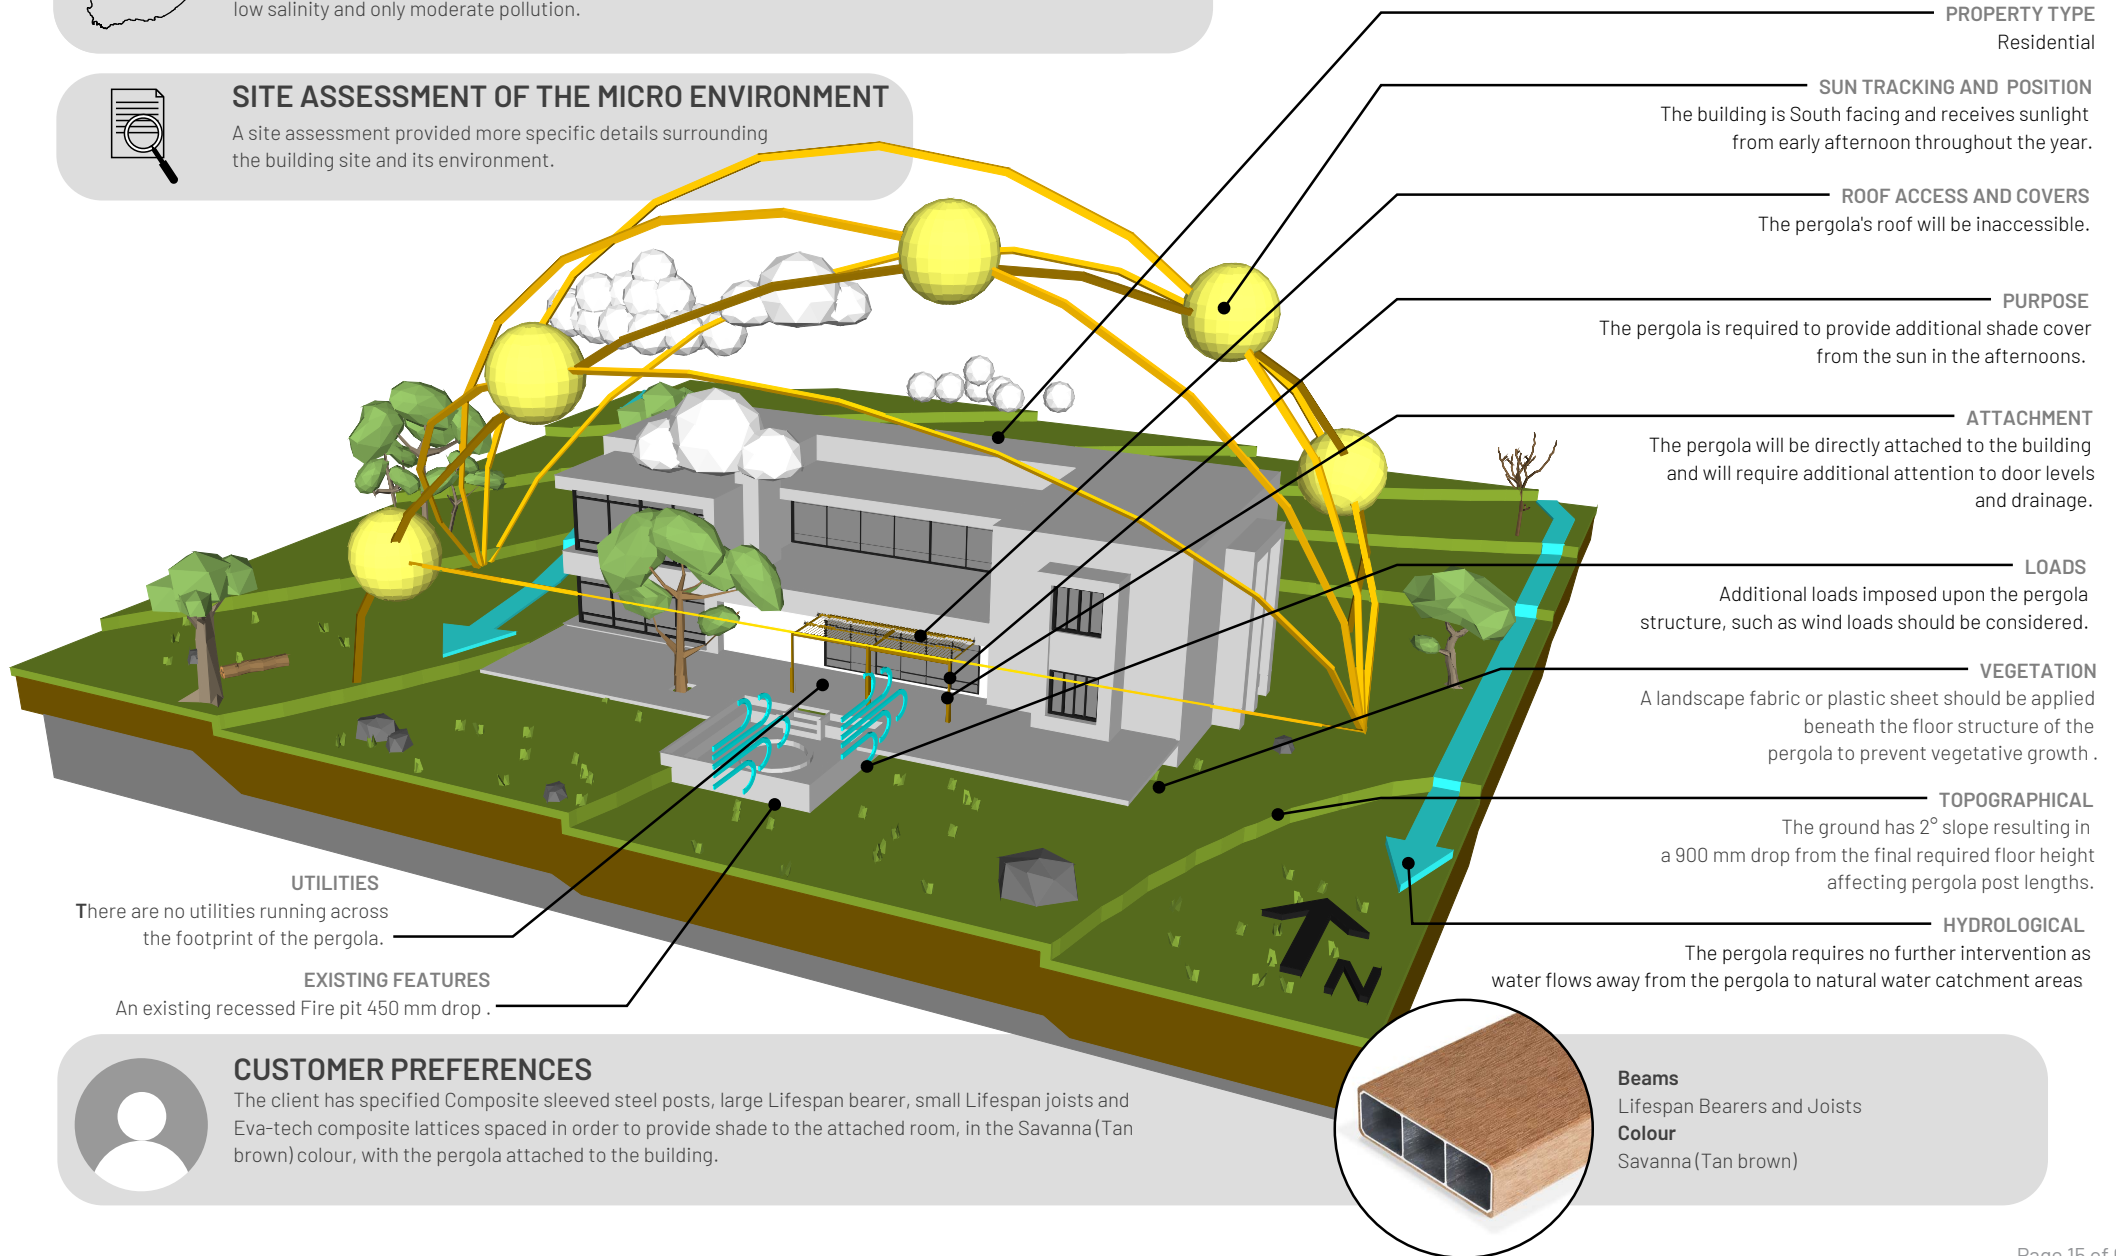 low salinity and only moderate pollution.
SITE ASSESSMENT OF THE MICRO ENVIRONMENT
A site assessment provided more specific details surrounding
the building site and its environment.
PROPERTY TYPE
Residential
SUN TRACKING AND POSITION
The building is South facing and receives sunlight
from early afternoon throughout the year.
ROOF ACCESS AND COVERS
The pergola's roof will be inaccessible.
PURPOSE
The pergola is required to provide additional shade cover
from the sun in the afternoons.
ATTACHMENT
The pergola will be directly attached to the building
and will require additional attention to door levels
and drainage.
LOADS
Additional loads imposed upon the pergola
structure, such as wind loads should be considered.
VEGETATION
A landscape fabric or plastic sheet should be applied
beneath the floor structure of the
pergola to prevent vegetative growth .
TOPOGRAPHICAL
The ground has 2° slope resulting in
a 900 mm drop from the final required floor height
affecting pergola post lengths.
HYDROLOGICAL
The pergola requires no further intervention as
water flows away from the pergola to natural water catchment areas
UTILITIES
There are no utilities running across
the footprint of the pergola.
EXISTING FEATURES
An existing recessed Fire pit 450 mm drop .
N
CUSTOMER PREFERENCES
The client has specified Composite sleeved steel posts, large Lifespan bearer, small Lifespan joists and
Eva-tech composite lattices spaced in order to provide shade to the attached room, in the Savanna (Tan
brown) colour, with the pergola attached to the building.
Beams
Lifespan Bearers and Joists
Colour
Savanna (Tan brown)
Page 15 of